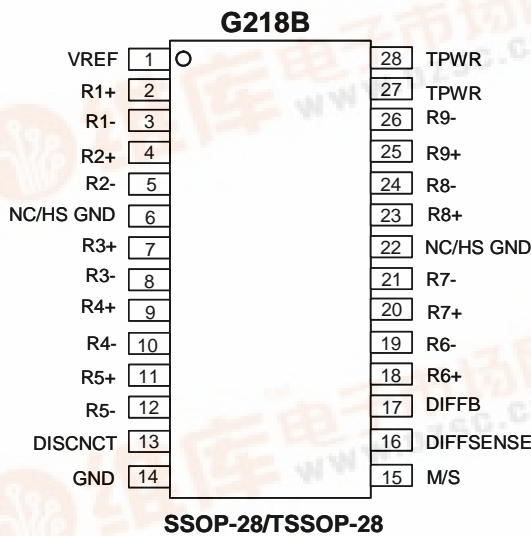 G218B
VREF 1 28 TPWR
R1+ 2 27 TPWR
R1- 3 26 R9-
R2+ 4 25 R9+
R2- 5 24 R8-
NC/HS GND 6 23 R8+
R3+ 7 22 NC/HS GND
R3- 8 21 R7-
R4+ 9 20 R7+
R4- 10 19 R6-
R5+ 11 18 R6+
R5- 12 17 DIFFB
DISCNCT 13 16 DIFFSENSE
GND 14 15 M/S
SSOP-28/TSSOP-28